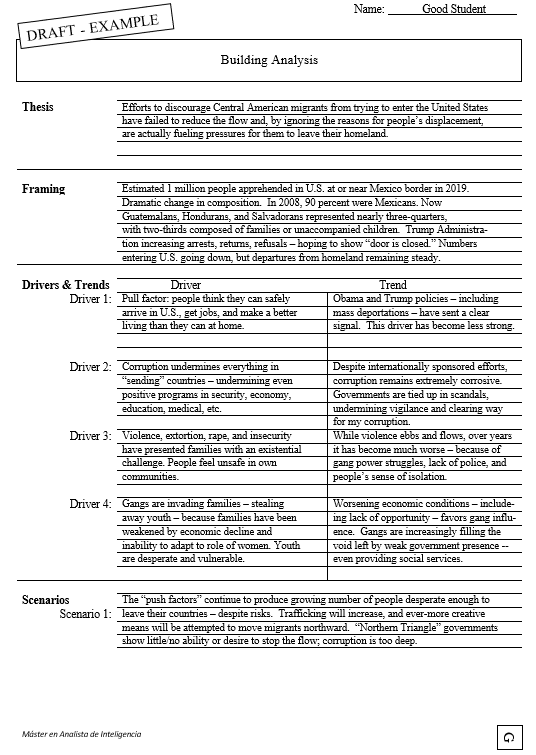 Name: Good Student
DRAFT - EXAMPLE
Building Analysis
Thesis
Efforts to discourage Central American migrants from trying to enter the United States
have failed to reduce the flow and, by ignoring the reasons for people's displacement,
are actually fueling pressures for them to leave their homeland.
Framing
Estimated 1 million people apprehended in U.S. at or near Mexico border in 2019.
Dramatic change in composition. In 2008, 90 percent were Mexicans. Now
Guatemalans, Hondurans, and Salvadorans represented nearly three-quarters,
with two-thirds composed of families or unaccompanied children. Trump Administra-
tion increasing arrests, returns, refusals – hoping to show “door is closed.” Numbers
entering U.S. going down, but departures from homeland remaining steady.
Drivers & Trends
Driver
Trend
Driver 1:
Pull factor: people think they can safely
arrive in U.S., get jobs, and make a better
living than they can at home.
Obama and Trump policies – including
mass deportations – have sent a clear
signal. This driver has become less strong.
Driver 2:
Corruption undermines everything in
“sending” countries – undermining even
positive programs in security, economy,
education, medical, etc.
Despite internationally sponsored efforts,
corruption remains extremely corrosive.
Governments are tied up in scandals,
undermining vigilance and clearing way
for my corruption.
Driver 3:
Violence, extortion, rape, and insecurity
have presented families with an existential
challenge. People feel unsafe in own
communities.
While violence ebbs and flows, over years
it has become much worse – because of
gang power struggles, lack of police, and
people's sense of isolation.
Driver 4:
Gangs are invading families – stealing
away youth – because families have been
weakened by economic decline and
inability to adapt to role of women. Youth
are desperate and vulnerable.
Worsening economic conditions – includ-
ing lack of opportunity – favors gang influ-
ence. Gangs are increasingly filling the
void left by weak government presence --
even providing social services.
Scenarios
Scenario 1:
The “push factors” continue to produce growing number of people desperate enough to
leave their countries – despite risks. Trafficking will increase, and ever-more creative
means will be attempted to move migrants northward. “Northern Triangle” governments
show little/no ability or desire to stop the flow; corruption is too deep.
Máster en Analista de Inteligencia
G